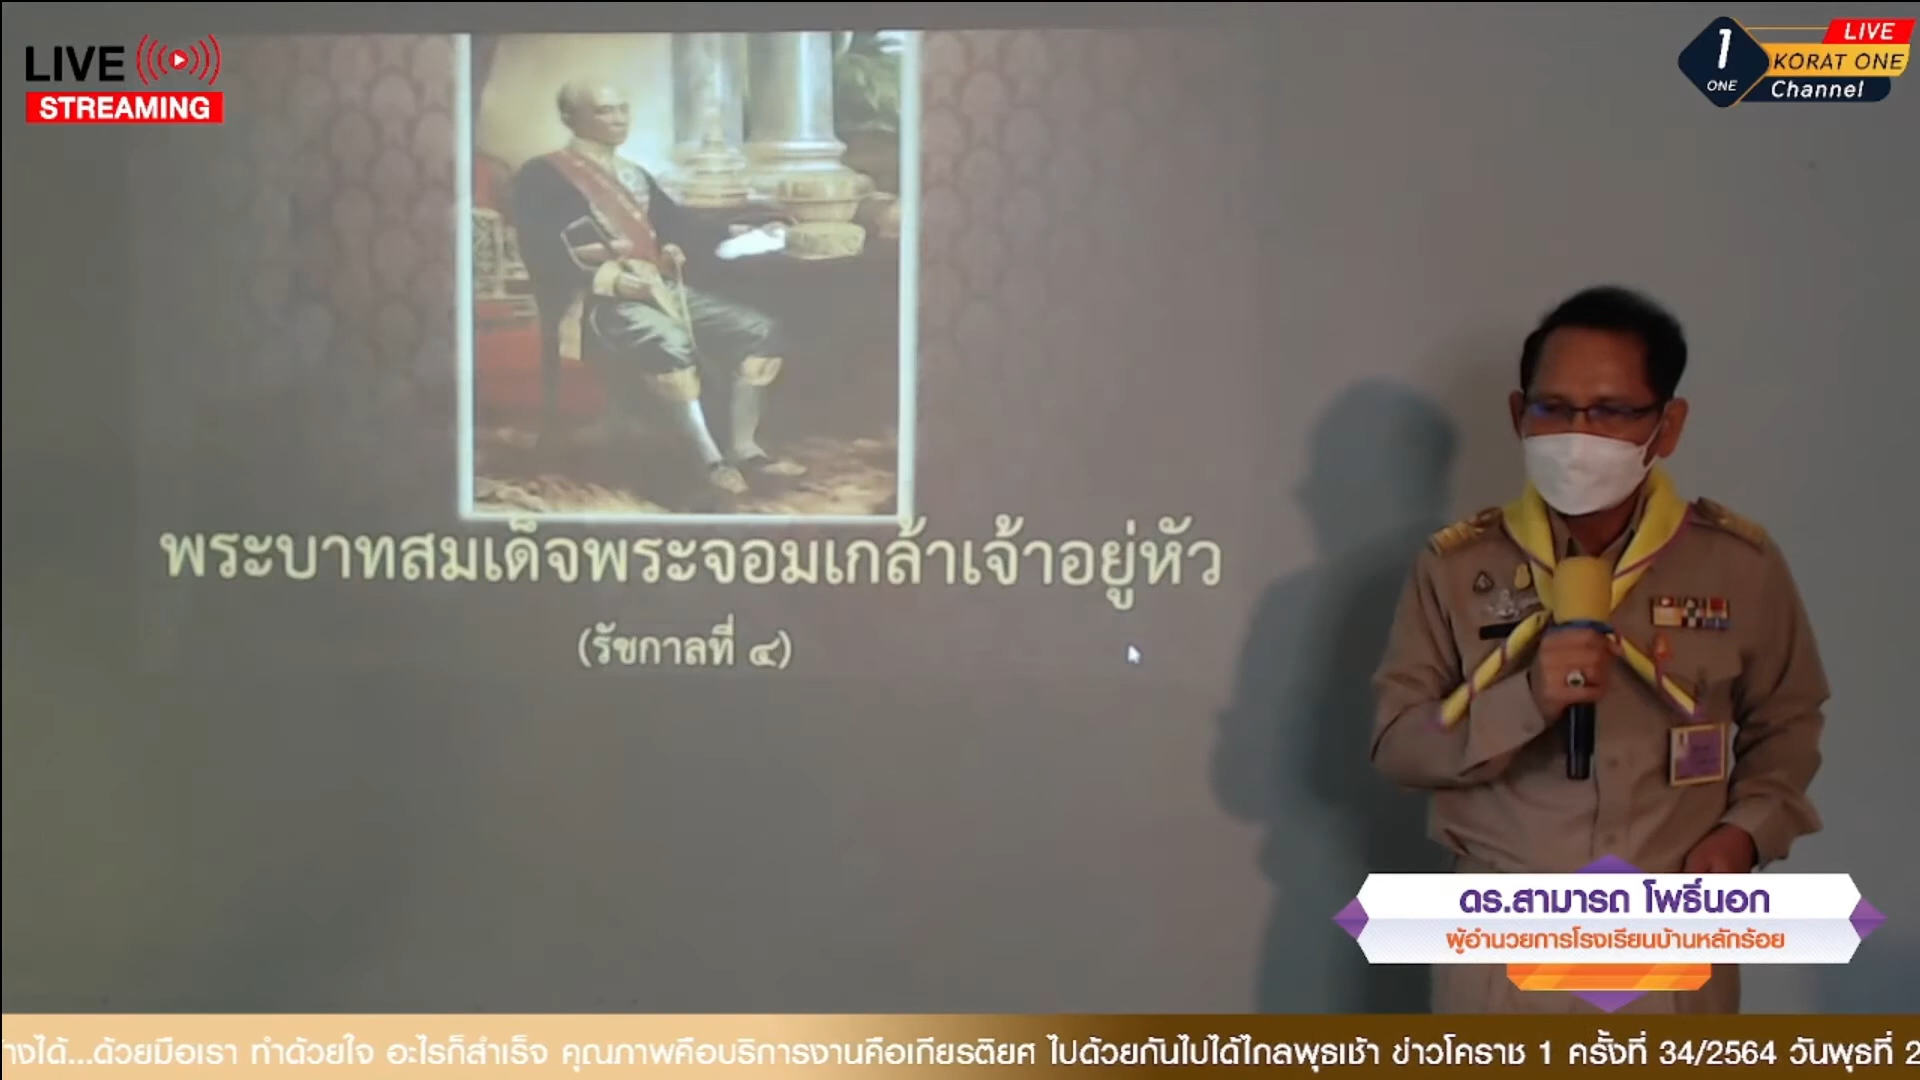 LIVE
STREAMING
LIVE
1
ONE
KORAT ONE
Channel
พระบาทสมเด็จพระจอมเกล้าเจ้าอยู่หัว
(รัชกาลที่ ๔)
ดร.สามารถ โพธิ์นอก
ผู้อำนวยการโรงเรียนบ้านหลักร้อย
างได้...ด้วยมือเรา ทำด้วยใจ อะไรก็สำเร็จ คุณภาพคือบริการงานคือเกียรติยศ ไปด้วยกันไปได้ไกลพุธเช้า ข่าวโคราช 1 ครั้งที่ 34/2564 วันพุธที่ 2